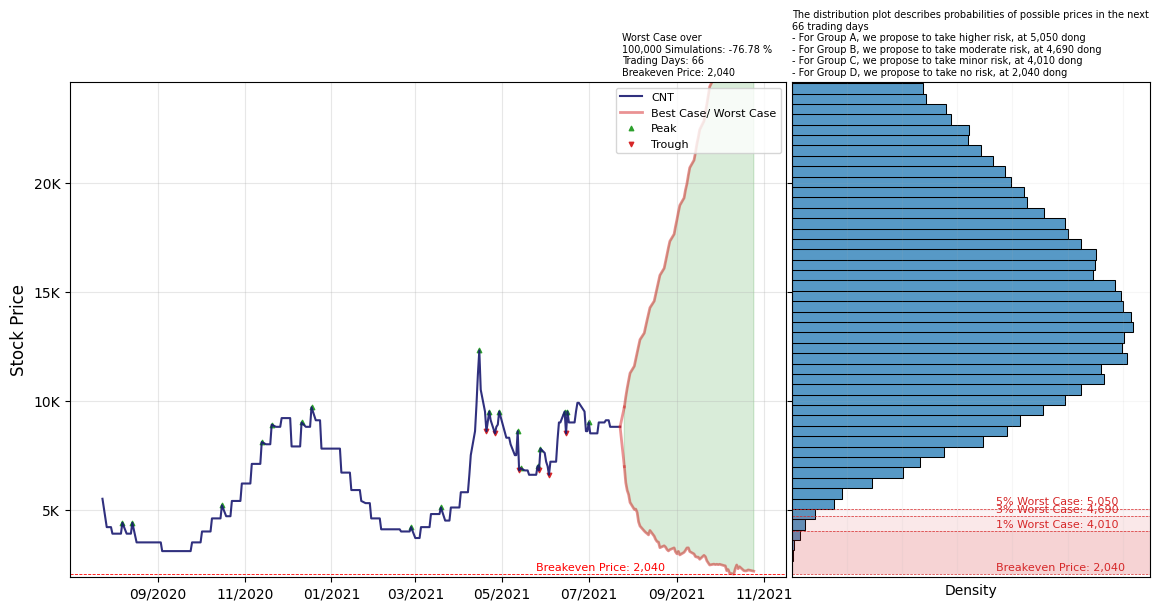 Worst Case over
100,000 Simulations: -76.78 %
Trading Days: 66
Breakeven Price: 2,040
The distribution plot describes probabilities of possible prices in the next
66 trading days
- For Group A, we propose to take higher risk, at 5,050 dong
- For Group B, we propose to take moderate risk, at 4,690 dong
- For Group C, we propose to take minor risk, at 4,010 dong
- For Group D, we propose to take no risk, at 2,040 dong
CNT
Best Case/ Worst Case
Peak
Trough
Stock Price
20K
15K
10K
5K
Breakeven Price: 2,040
09/2020
11/2020
01/2021
03/2021
05/2021
07/2021
09/2021
11/2021
5% Worst Case: 5,050
3% Worst Case: 4,690
1% Worst Case: 4,010
Breakeven Price: 2,040
Density